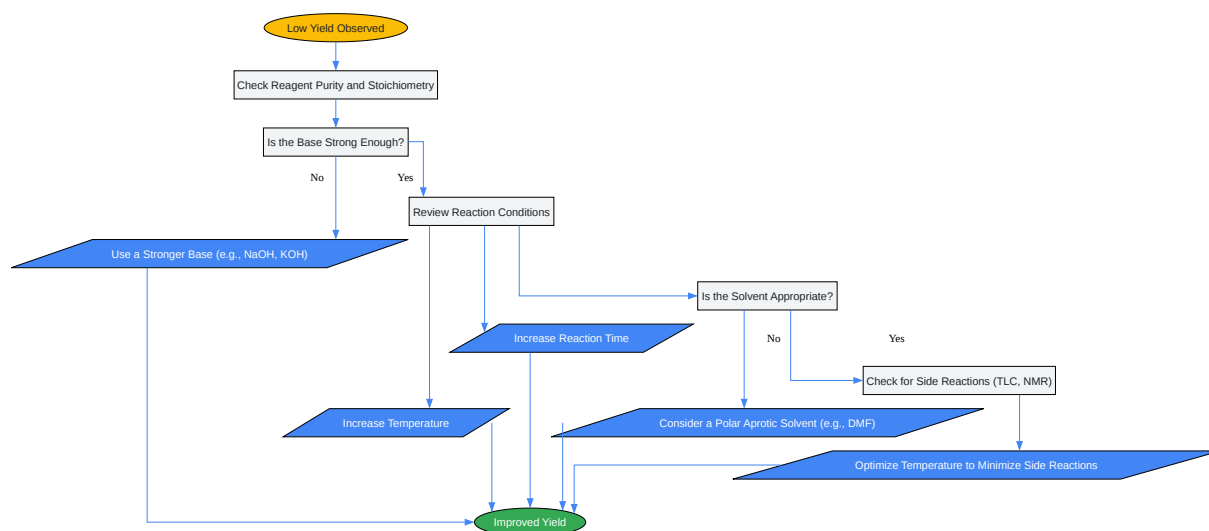 Low Yield Observed
Check Reagent Purity and Stoichiometry
Is the Base Strong Enough?
No
Yes
Review Reaction Conditions
Use a Stronger Base (e.g., NaOH, KOH)
Is the Solvent Appropriate?
Increase Reaction Time
No
Yes
Check for Side Reactions (TLC, NMR)
Increase Temperature
Consider a Polar Aprotic Solvent (e.g., DMF)
Optimize Temperature to Minimize Side Reactions
Improved Yield